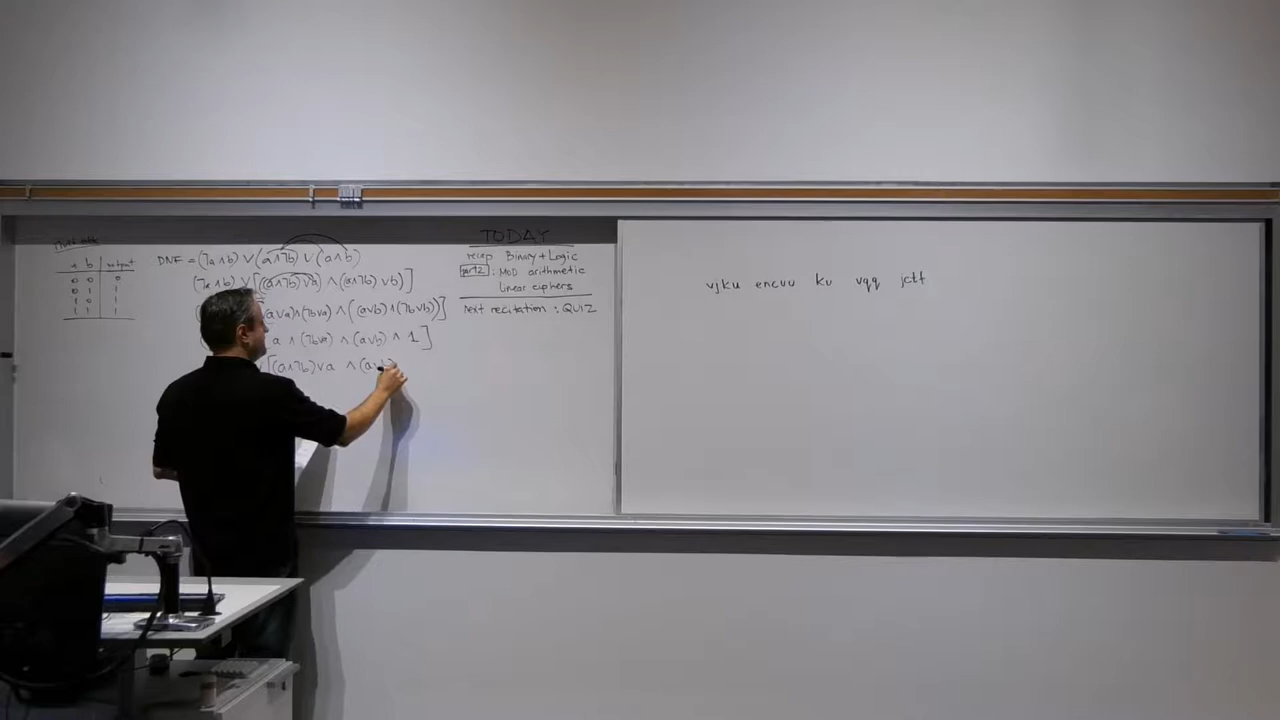 Truth table
a b output
0 0 0
0 1 1
1 0 1
1 1 1
DNF = (¬a∧b) ∨ (a∧¬b) ∨ (a∧b)
(¬a∧b) ∨ [((a∧¬b)∨a) ∧ ((a∧¬b)∨b)]
∨a)∧(¬b∨a) ∧ ((a∨b)∧(¬b∨b))]
a ∧ (¬b∨a) ∧ (a∨b) ∧ 1]
[(a∧¬b)∨a ∧ (a∨b)
TODAY
recap Binary + Logic
part 2 : MOD arithmetic
linear ciphers
next recitation : QUIZ
vjku encuu ku vqq jctf